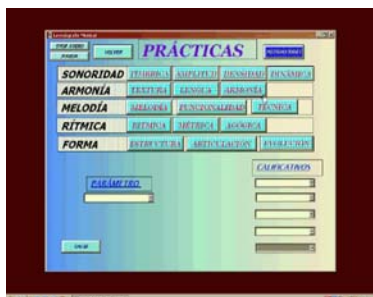 VOLVER
PRÁCTICAS
SONORIDAD TÍMBRICA AMPLITUD DENSIDAD DINÁMICA
ARMONÍA TEXTURA ARMONÍA
MELODÍA MELODÍA FUNCIONALIDAD TÉCNICA
RÍTMICA RÍTMICA MÉTRICA AGÓGICA
FORMA ESTRUCTURA ARTICULACIÓN EVOLUCIÓN
CALIFICATIVOS
PARÁMETRO